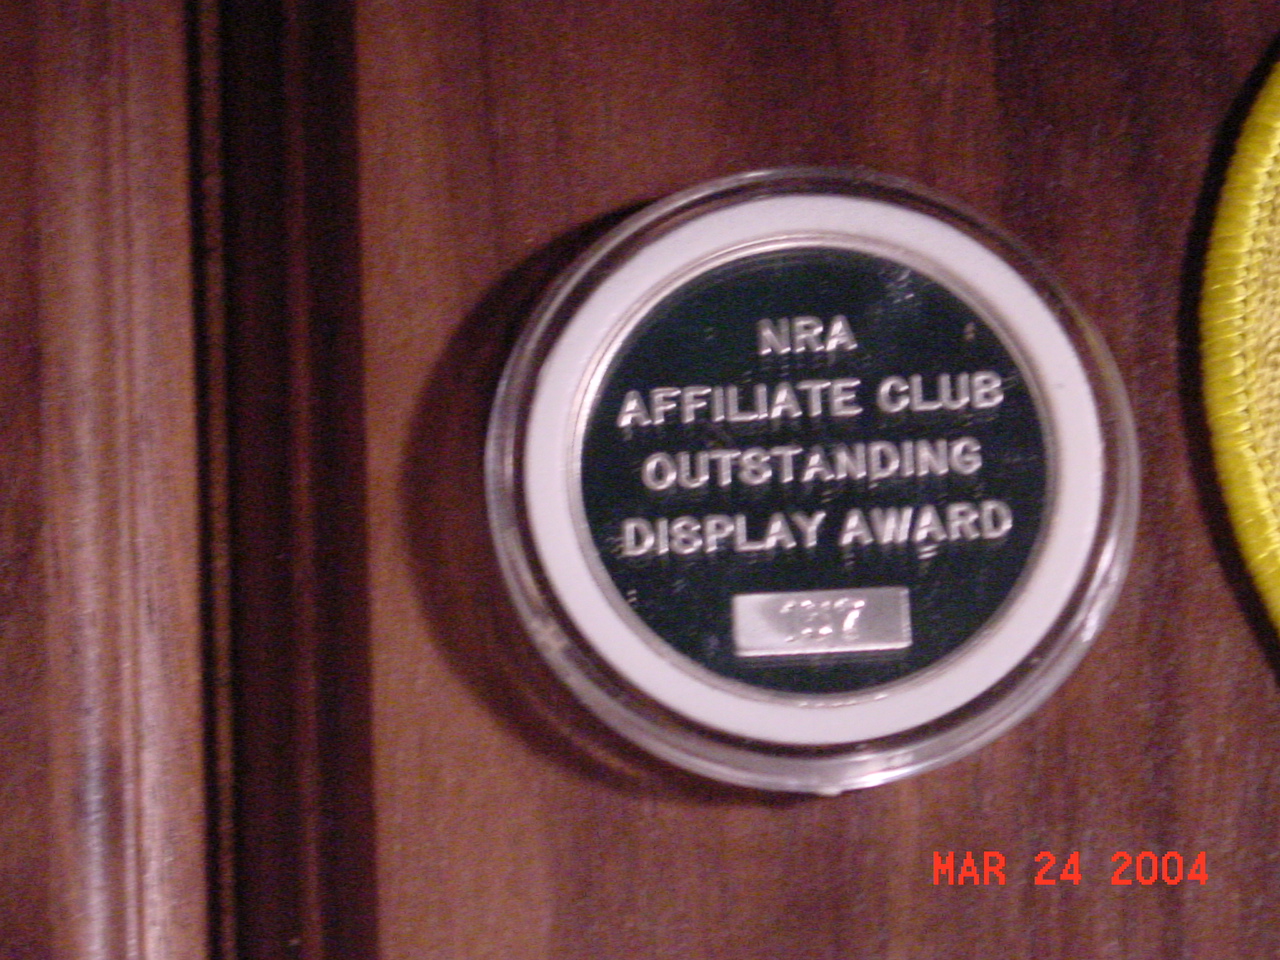 NRA
AFFILIATE CLUB
OUTSTANDING
DISPLAY AWARD
MAR 24 2004